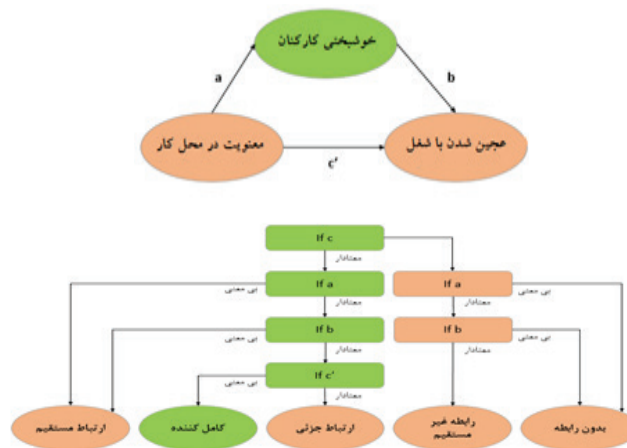 خوشبختی کارکنان
a
b
معنویت در محل کار
عجین شدن با شغل
c'
If c
معنادار
If a
If a
بی معنی
معنادار
معنادار
بی معنی
If b
If b
بی معنی
معنادار
معنادار
بی معنی
If c'
بی معنی
معنادار
ارتباط مستقیم
کامل کننده
ارتباط جزئی
رابطه غیر
مستقیم
بدون رابطه